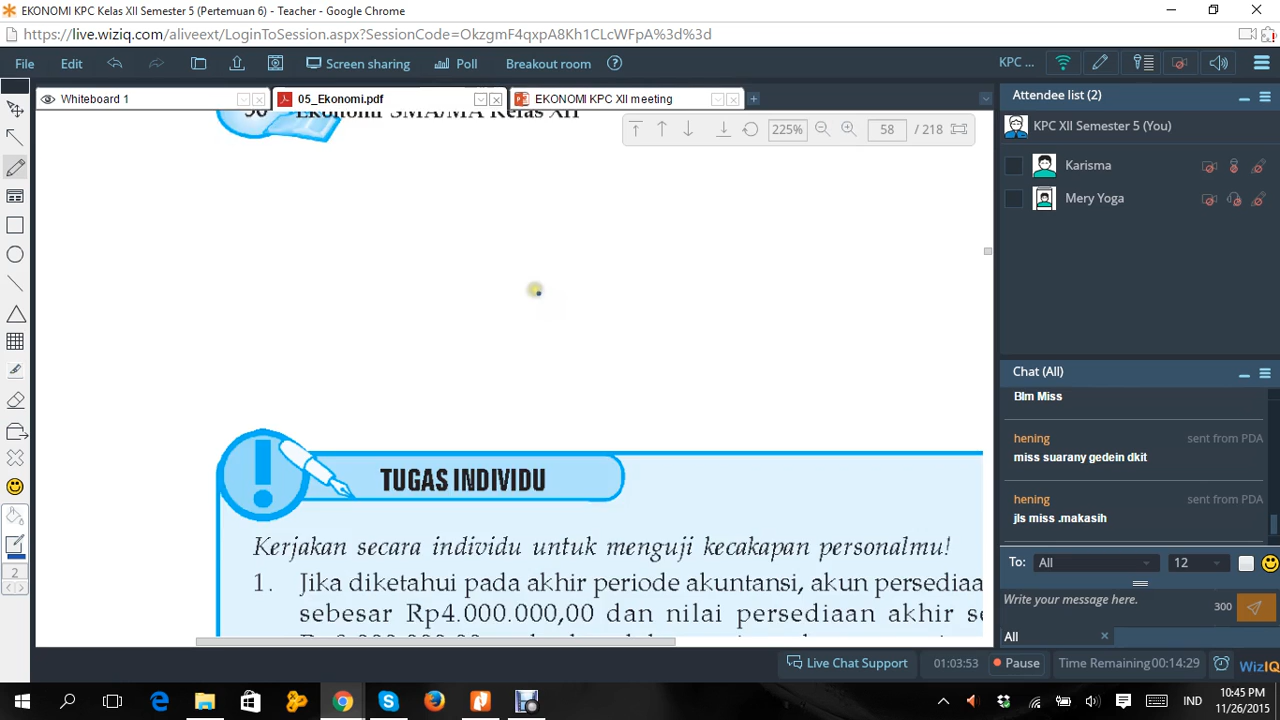 EKONOMI KPC Kelas XII Semester 5 (Pertemuan 6) - Teacher - Google Chrome
https://live.wiziq.com/aliveext/LoginToSession.aspx?SessionCode=OkzgmF4qxpA8Kh1CLcWFpA%3d%3d
File Edit Screen sharing Poll Breakout room KPC ...
Whiteboard 1 05_Ekonomi.pdf EKONOMI KPC XII meeting
Ekonomi SMA/MA Kelas XII
225% 58 / 218
TUGAS INDIVIDU
Kerjakan secara individu untuk menguji kecakapan personalmu!
1. Jika diketahui pada akhir periode akuntansi, akun persediaa
sebesar Rp4.000.000,00 dan nilai persediaan akhir se
2
Attendee list (2)
KPC XII Semester 5 (You)
Karisma
Mery Yoga
Chat (All)
Blm Miss
hening sent from PDA
miss suarany gedein dkit
hening sent from PDA
jls miss .makasih
To: All 12
Write your message here. 300
All
Live Chat Support 01:03:53 Pause Time Remaining 00:14:29 WizIQ
IND 10:45 PM
11/26/2015